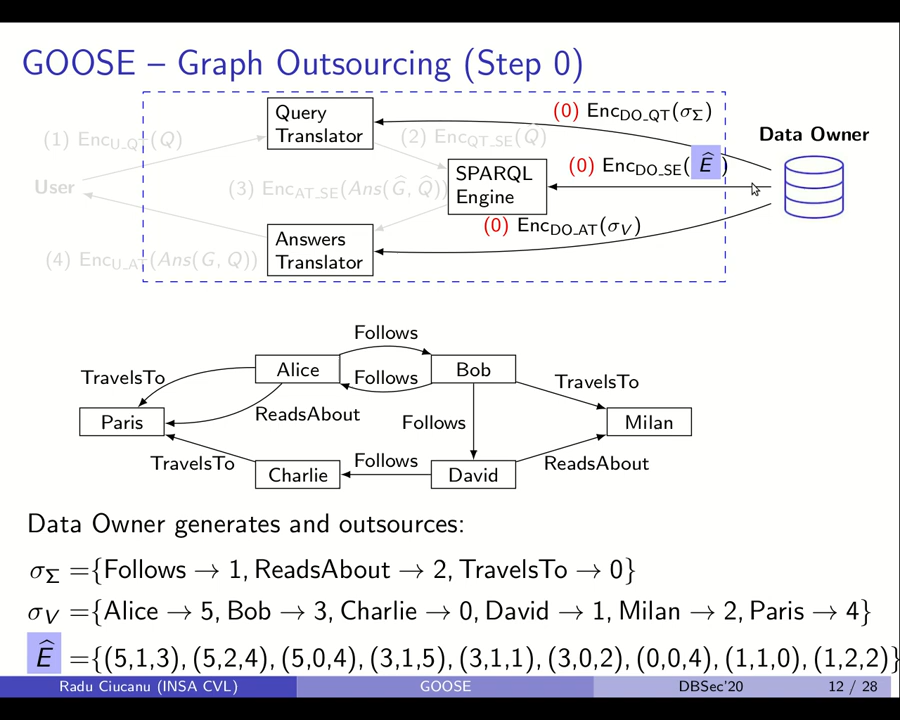 GOOSE – Graph Outsourcing (Step 0)
Query
Translator
(0) Enc_DO_QT(σ_Σ)
Data Owner
(1) Enc_U_QT(Q)
(2) Enc_QT_SE(Q)
(0) Enc_DO_SE( Ê )
SPARQL
Engine
User
(3) Enc_AT_SE(Ans(Ĝ, Q̂))
(0) Enc_DO_AT(σ_V)
Answers
Translator
(4) Enc_U_AT(Ans(G, Q))
Follows
Alice
Bob
TravelsTo
Follows
TravelsTo
ReadsAbout
Paris
Follows
Milan
TravelsTo
Follows
ReadsAbout
Charlie
David
Data Owner generates and outsources:
σ_Σ ={Follows → 1, ReadsAbout → 2, TravelsTo → 0}
σ_V ={Alice → 5, Bob → 3, Charlie → 0, David → 1, Milan → 2, Paris → 4}
Ê ={(5,1,3), (5,2,4), (5,0,4), (3,1,5), (3,1,1), (3,0,2), (0,0,4), (1,1,0), (1,2,2)}
Radu Ciucanu (INSA CVL)
GOOSE
DBSec'20
12 / 28